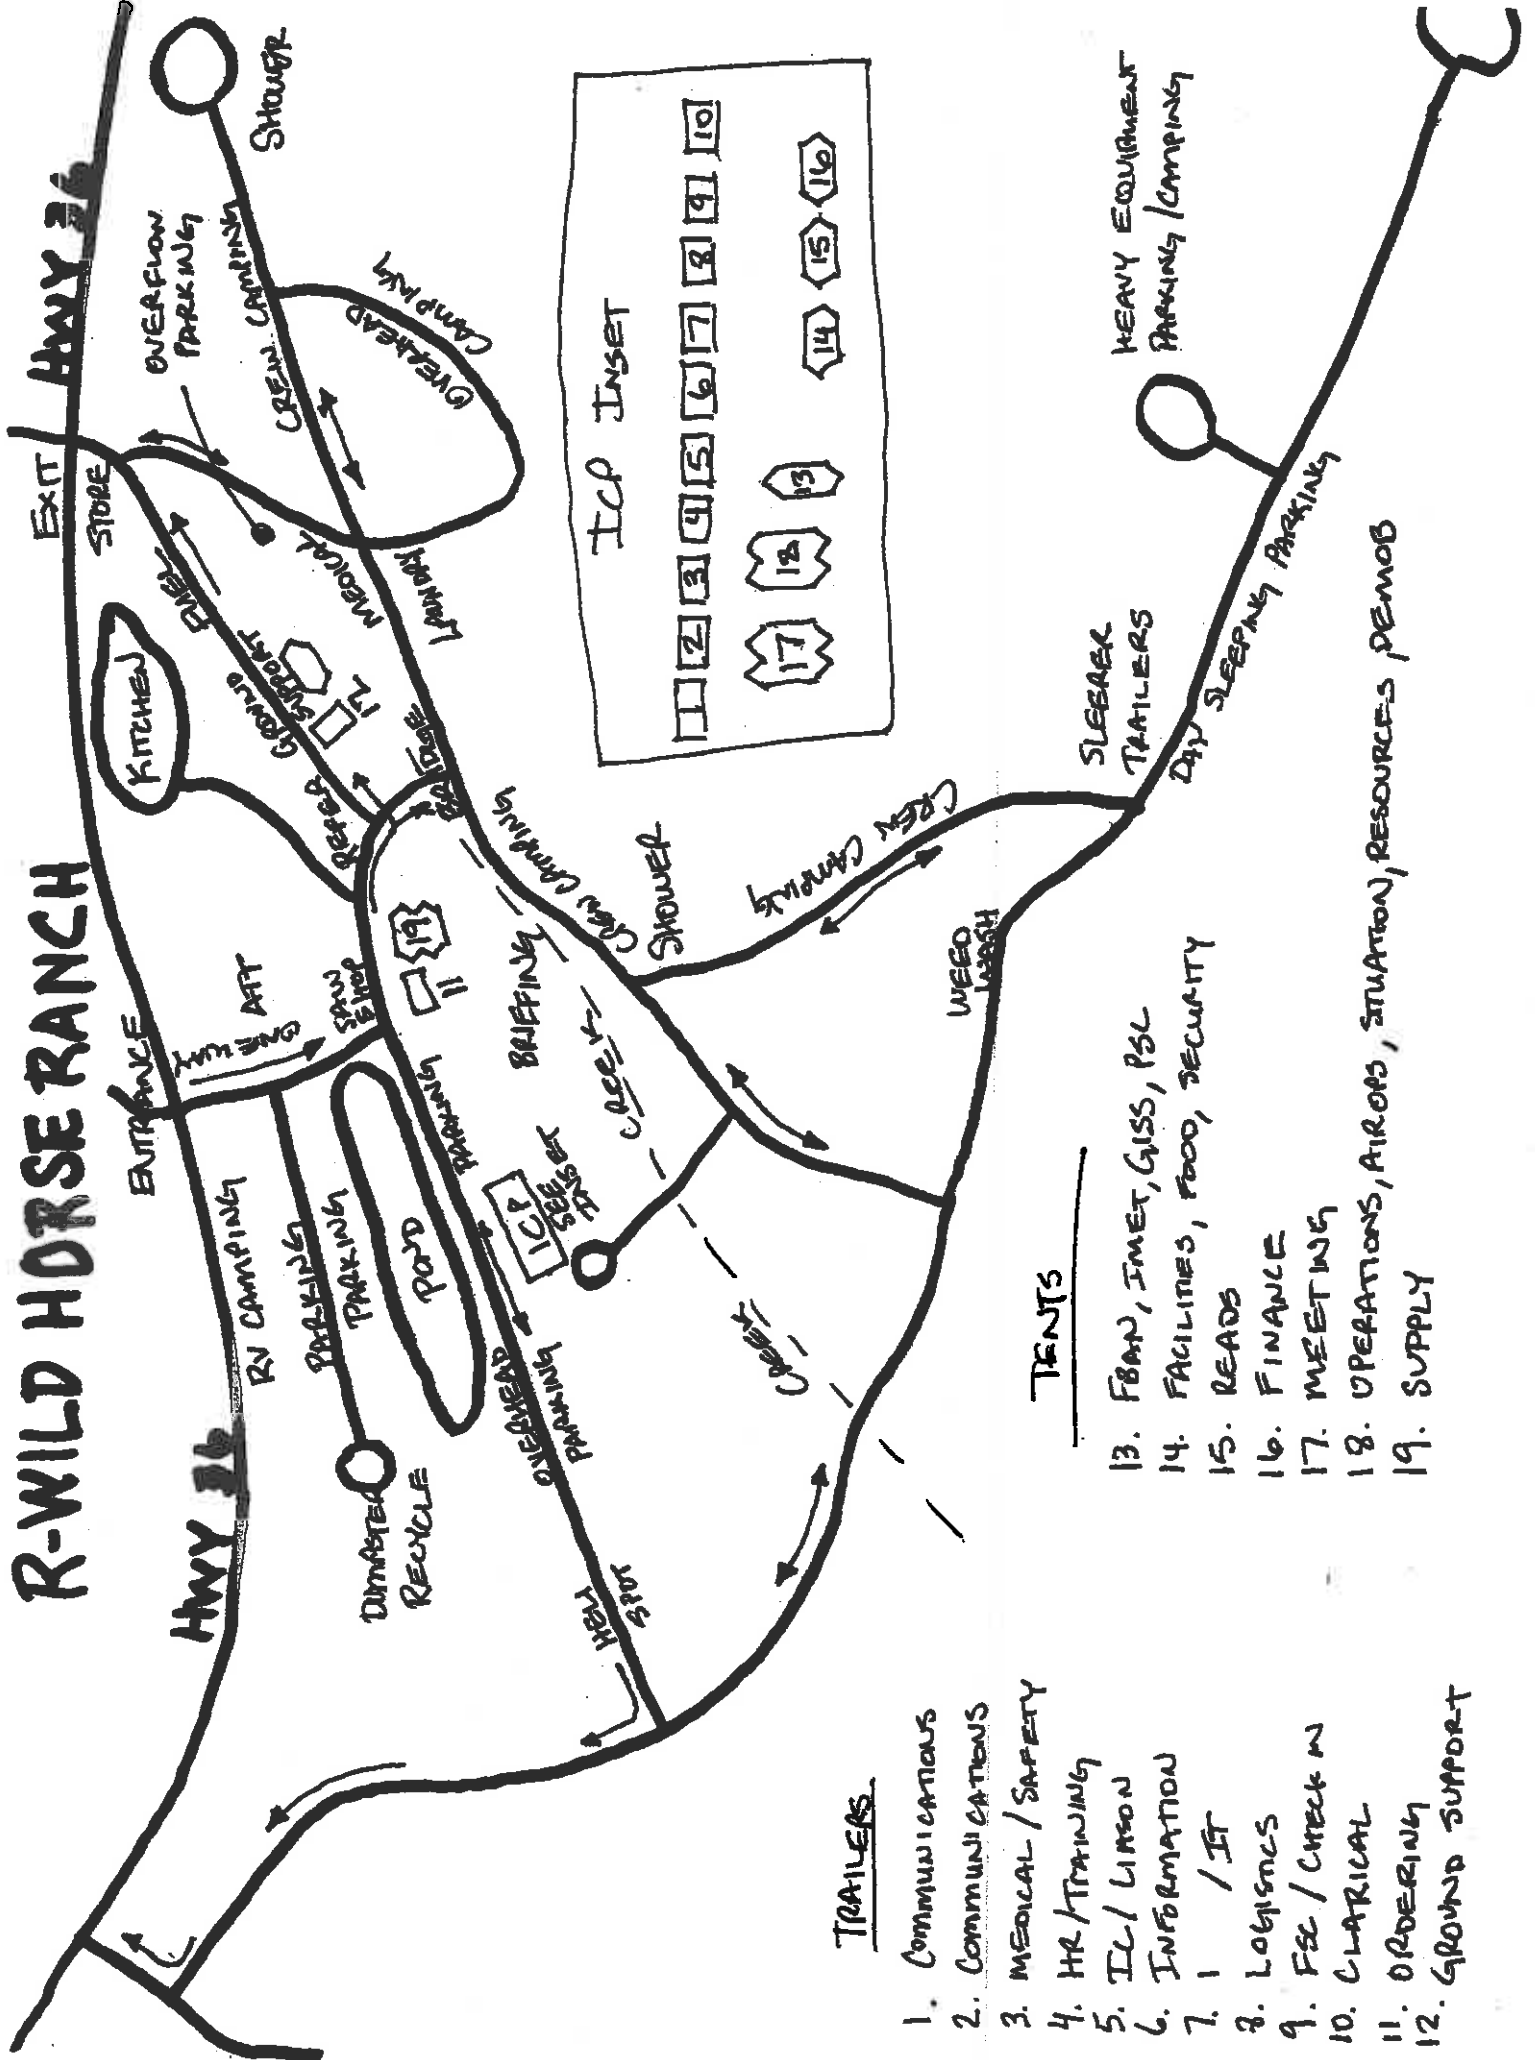 R-WILD HORSE RANCH
HWY 36
HWY 36
ENTRANCE
EXIT
STORE
OVERFLOW
PARKING
SHOWER
CREW CAMPING
OVERHEAD
CAMPING
KITCHEN
FUEL
GROUND
SUPPORT
12
MEDICAL
LAUNDRY
REFER
BRIDGE
ONE WAY
ATT
SAW
SHOP
11
19
RV CAMPING
PARKING
PARKING
POND
PARKING
DUMPSTER
RECYCLE
ICP
SEE
INSET
BRIEFING
CREEK
CREEK
OVERHEAD
PARKING
HELI
SPOT
CREW CAMPING
SHOWER
CREW CAMPING
WEED
WASH
SLEEPER
TRAILERS
DAY SLEEPING PARKING
HEAVY EQUIPMENT
PARKING/CAMPING
ICP INSET
1 2 3 4 5 6 7 8 9 10
17 18 13 14 15 16
TRAILERS
1. COMMUNICATIONS
2. COMMUNICATIONS
3. MEDICAL / SAFETY
4. HR/TRAINING
5. IC/ LIASON
6. INFORMATION
7. / IT
8. LOGISTICS
9. FSC / CHECK IN
10. CLARICAL
11. ORDERING
12. GROUND SUPPORT
TENTS
13. FBAN, IMET, GISS, PSC
14. FACILITIES, FOOD, SECURITY
15. READS
16. FINANCE
17. MEETING
18. OPERATIONS, AIROPS, SITUATION, RESOURCES, DEMOB
19. SUPPLY